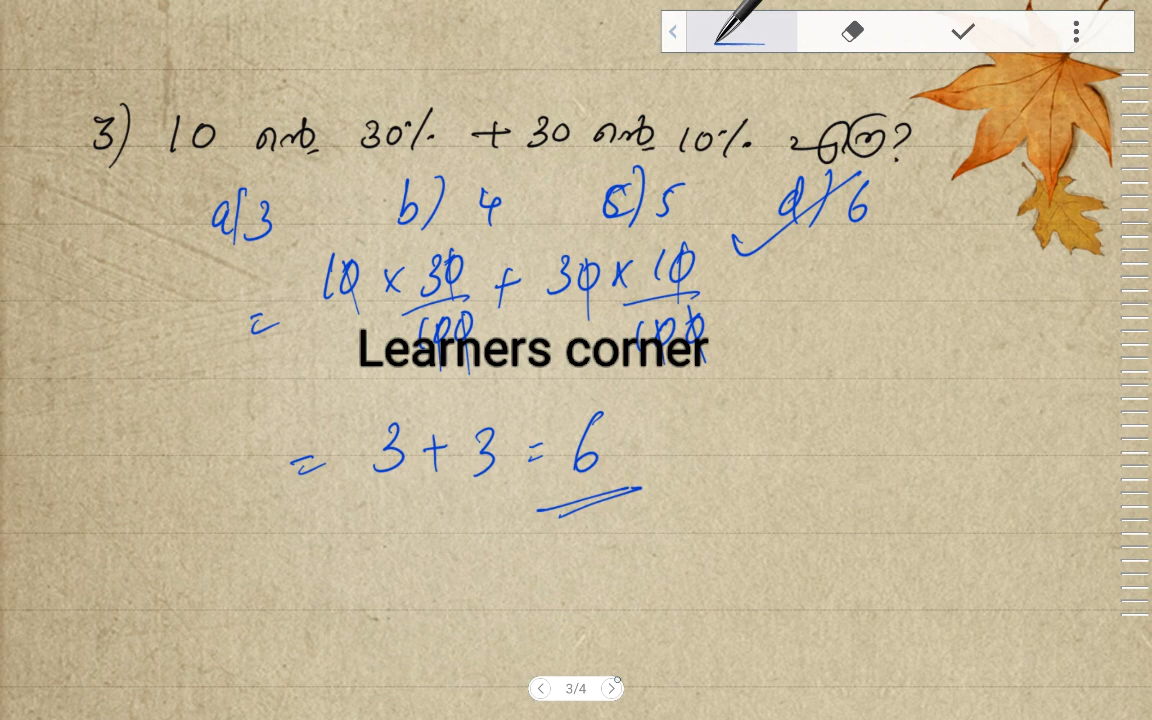 3) 10 ന്റെ 30% + 30 ന്റെ 10% എത്ര?
a) 3 b) 4 c) 5 d) 6
= 10 × 30/100 + 30 × 10/100
Learners corner
= 3 + 3 = 6
3/4